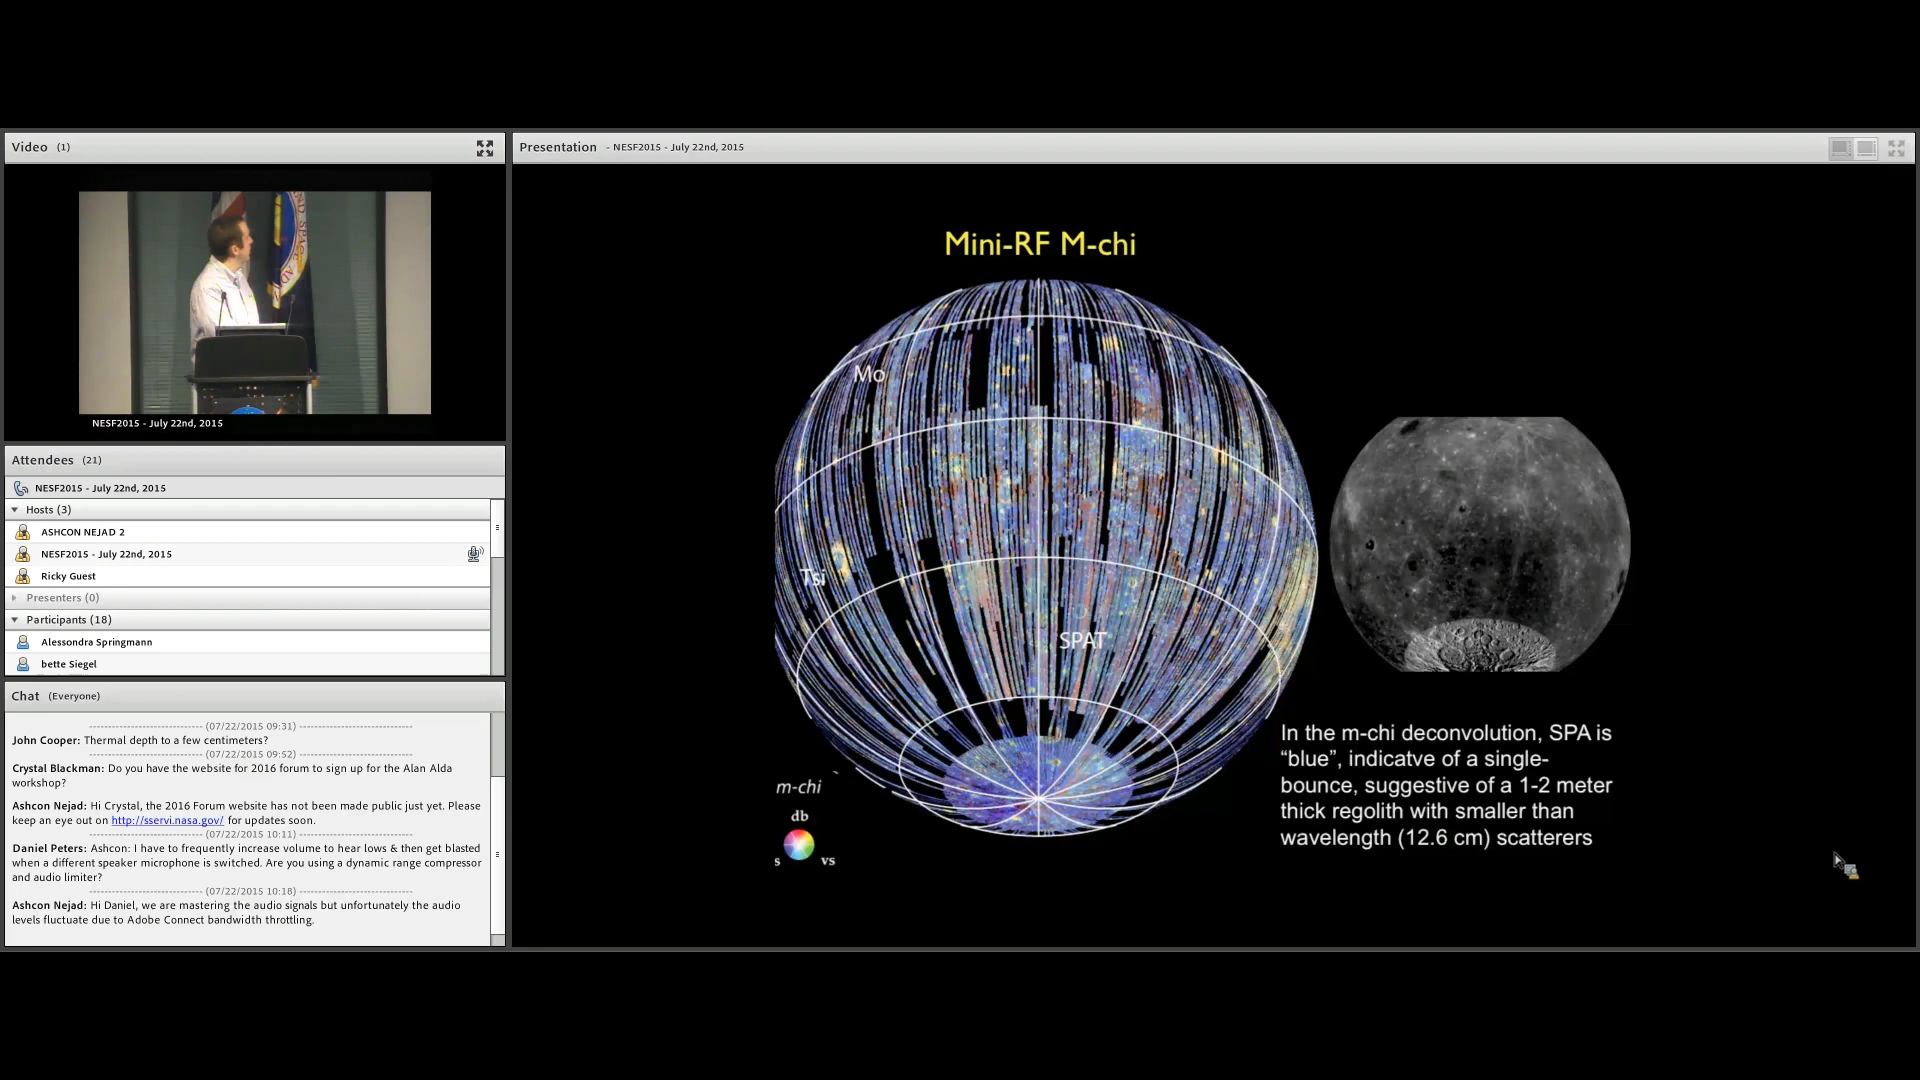 Video (1)
NESF2015 - July 22nd, 2015
Attendees (21)
NESF2015 - July 22nd, 2015
Hosts (3)
ASHCON NEJAD 2
NESF2015 - July 22nd, 2015
Ricky Guest
Presenters (0)
Participants (18)
Alessondra Springmann
bette Siegel
Chat (Everyone)
----------------------------- (07/22/2015 09:31) -----------------------------
John Cooper: Thermal depth to a few centimeters?
----------------------------- (07/22/2015 09:52) -----------------------------
Crystal Blackman: Do you have the website for 2016 forum to sign up for the Alan Alda
workshop?
Ashcon Nejad: Hi Crystal, the 2016 Forum website has not been made public just yet. Please
keep an eye out on http://sservi.nasa.gov/ for updates soon.
----------------------------- (07/22/2015 10:11) -----------------------------
Daniel Peters: Ashcon: I have to frequently increase volume to hear lows & then get blasted
when a different speaker microphone is switched. Are you using a dynamic range compressor
and audio limiter?
----------------------------- (07/22/2015 10:18) -----------------------------
Ashcon Nejad: Hi Daniel, we are mastering the audio signals but unfortunately the audio
levels fluctuate due to Adobe Connect bandwidth throttling.
Presentation - NESF2015 - July 22nd, 2015
Mini-RF M-chi
Mo
Tsi
SPAT
m-chi
db
s vs
In the m-chi deconvolution, SPA is
“blue”, indicatve of a single-
bounce, suggestive of a 1-2 meter
thick regolith with smaller than
wavelength (12.6 cm) scatterers